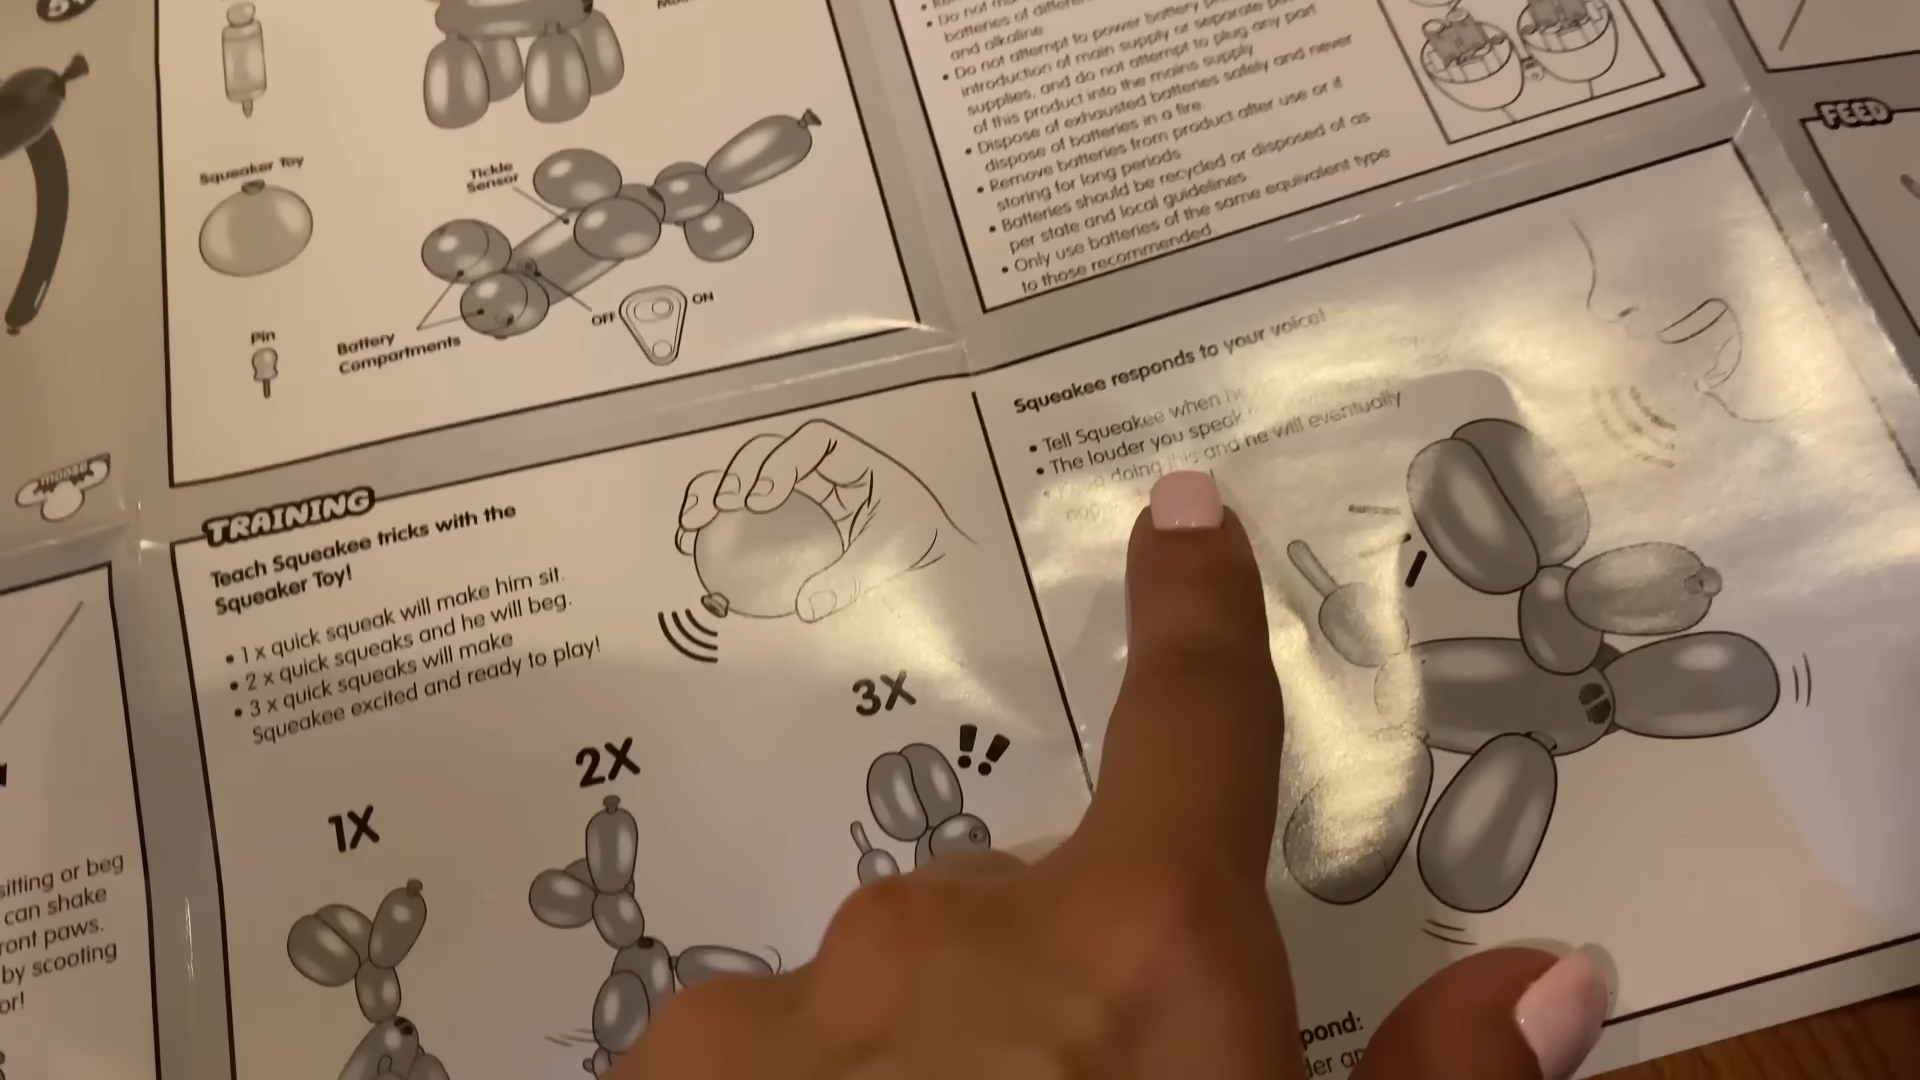 5+
Squeaker Toy
Tickle
Sensor
Pin
Battery
Compartments
OFF
ON
moose
batteries of different
and alkaline
• Do not attempt to power battery
introduction of main supply or separate
supplies, and do not attempt to plug any part
of this product into the mains supply
• Dispose of exhausted batteries safely and never
dispose of batteries in a fire.
• Remove batteries from product after use or if
storing for long periods
• Batteries should be recycled or disposed of as
per state and local guidelines.
• Only use batteries of the same equivalent type
to those recommended
FEED
TRAINING
Teach Squeakee tricks with the
Squeaker Toy!
• 1 x quick squeak will make him sit.
• 2 x quick squeaks and he will beg.
• 3 x quick squeaks will make
Squeakee excited and ready to play!
1X
2X
3X
!!
Squeakee responds to your voice!
• Tell Squeakee when he
• The louder you speak
doing this and he will eventually
sitting or beg
can shake
front paws.
by scooting
or!
pond: